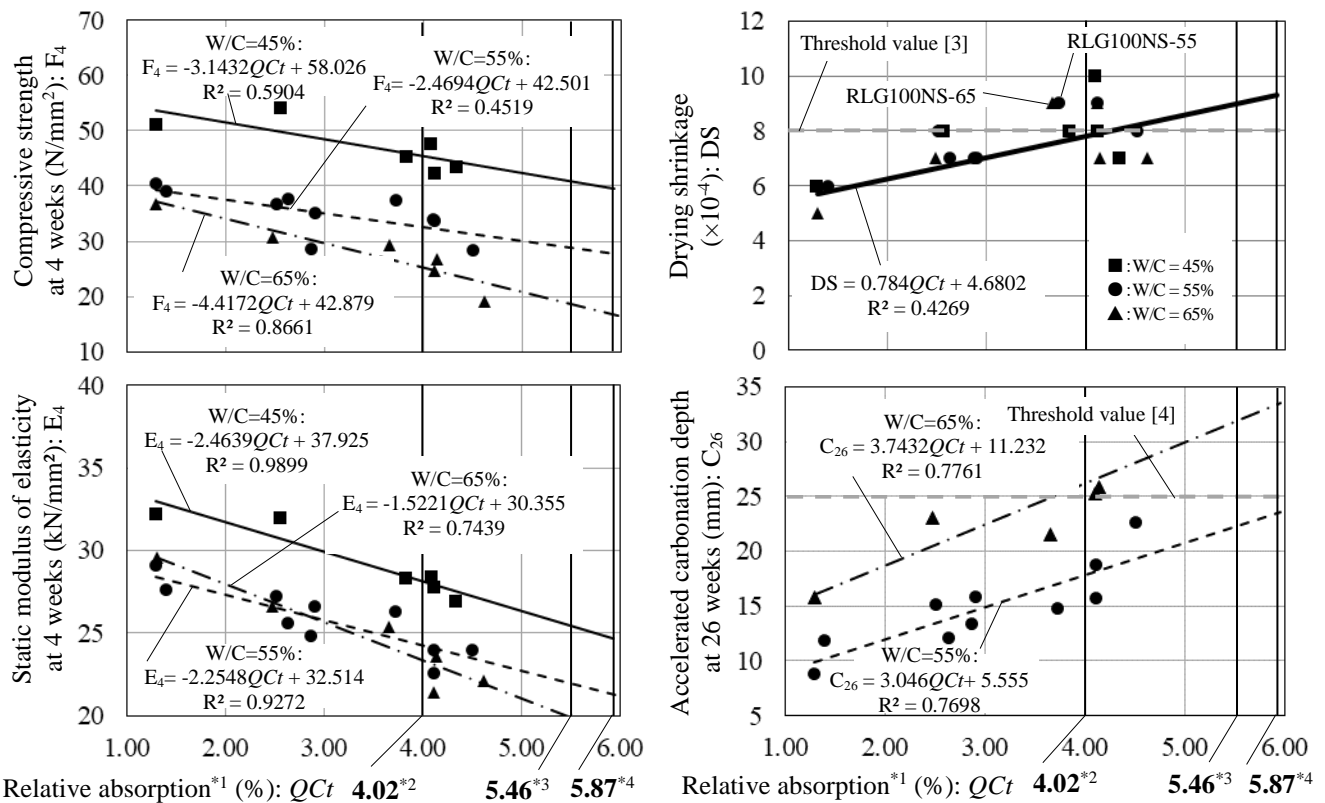 Compressive strength
at 4 weeks (N/mm²): F₄
70
60
50
40
30
20
10
W/C=45%:
F₄ = -3.1432QCt + 58.026
R² = 0.5904
W/C=55%:
F₄= -2.4694QCt + 42.501
R² = 0.4519
W/C=65%:
F₄ = -4.4172QCt + 42.879
R² = 0.8661
Drying shrinkage
(×10⁻⁴): DS
12
10
8
6
4
2
0
Threshold value [3]
RLG100NS-55
RLG100NS-65
DS = 0.784QCt + 4.6802
R² = 0.4269
■ :W/C = 45%
● :W/C = 55%
▲ :W/C = 65%
Static modulus of elasticity
at 4 weeks (kN/mm²): E₄
40
35
30
25
20
W/C=45%:
E₄ = -2.4639QCt + 37.925
R² = 0.9899
W/C=65%:
E₄ = -1.5221QCt + 30.355
R² = 0.7439
W/C=55%:
E₄= -2.2548QCt + 32.514
R² = 0.9272
1.00 2.00 3.00 4.00 5.00 6.00
Relative absorption*¹ (%): QCt 4.02*² 5.46*³ 5.87*⁴
Accelerated carbonation depth
at 26 weeks (mm): C₂₆
35
30
25
20
15
10
5
W/C=65%:
C₂₆ = 3.7432QCt + 11.232
R² = 0.7761
Threshold value [4]
W/C=55%:
C₂₆ = 3.046QCt+ 5.555
R² = 0.7698
1.00 2.00 3.00 4.00 5.00 6.00
Relative absorption*¹ (%): QCt 4.02*² 5.46*³ 5.87*⁴